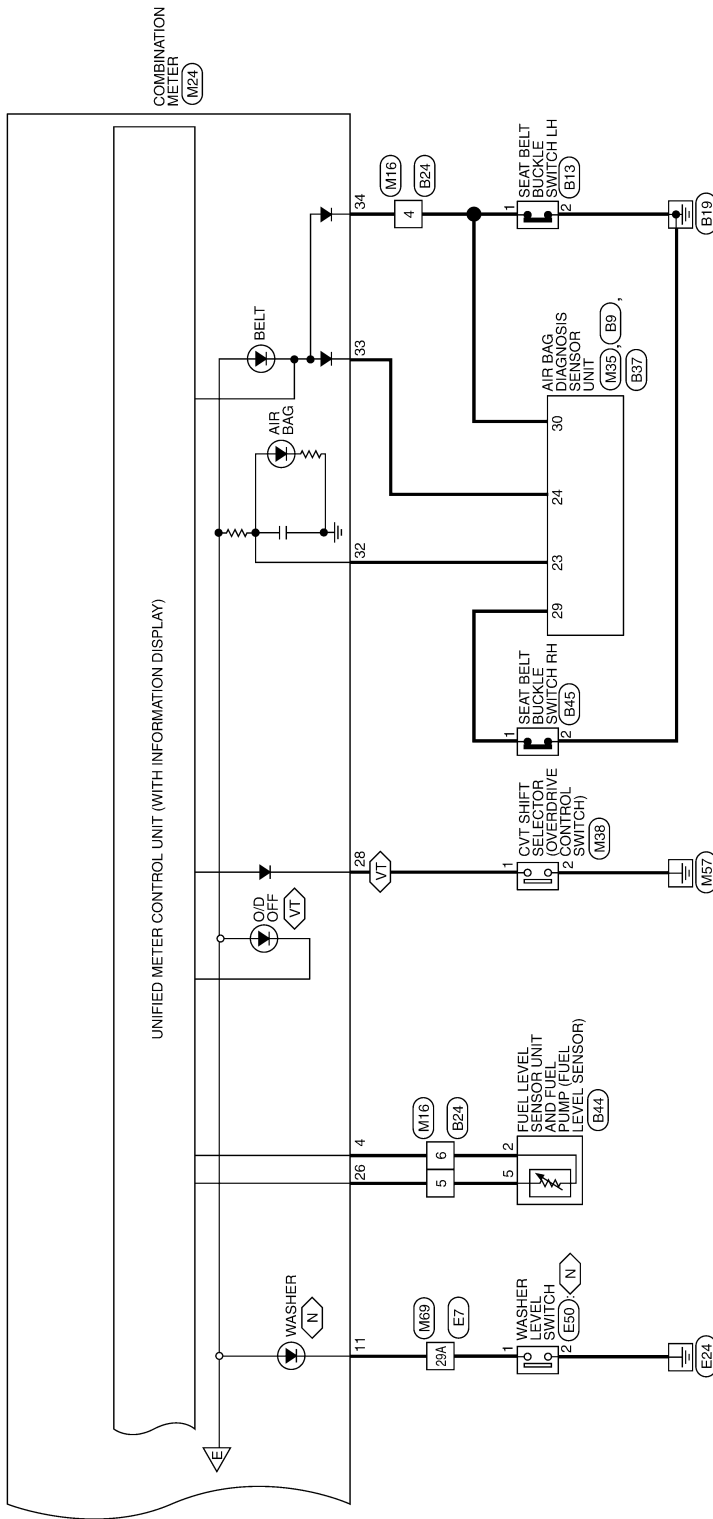 COMBINATION
METER
M24
UNIFIED METER CONTROL UNIT (WITH INFORMATION DISPLAY)
E
WASHER
N
O/D
OFF
VT
AIR
BAG
BELT
11
26
4
28
VT
32
33
34
29A
M69
E7
5
6
M16
B24
4
M16
B24
1
WASHER
LEVEL
SWITCH
E50 : N
2
E24
5
2
FUEL LEVEL
SENSOR UNIT
AND FUEL
PUMP (FUEL
LEVEL SENSOR)
B44
1
CVT SHIFT
SELECTOR
(OVERDRIVE
CONTROL
SWITCH)
M38
2
M57
1
SEAT BELT
BUCKLE
SWITCH RH
B45
2
29
23
24
30
AIR BAG
DIAGNOSIS
SENSOR
UNIT
M35 , B9 ,
B37
1
SEAT BELT
BUCKLE
SWITCH LH
B13
2
B19